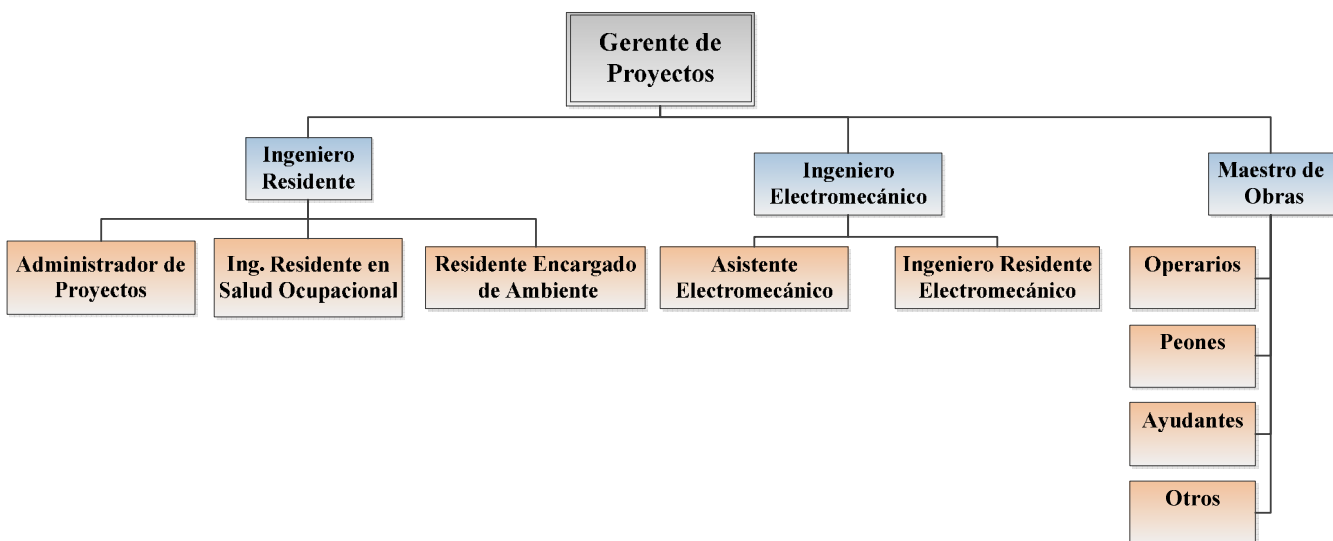 Gerente de
Proyectos
Ingeniero
Residente
Ingeniero
Electromecánico
Maestro de
Obras
Administrador de
Proyectos
Ing. Residente en
Salud Ocupacional
Residente Encargado
de Ambiente
Asistente
Electromecánico
Ingeniero Residente
Electromecánico
Operarios
Peones
Ayudantes
Otros